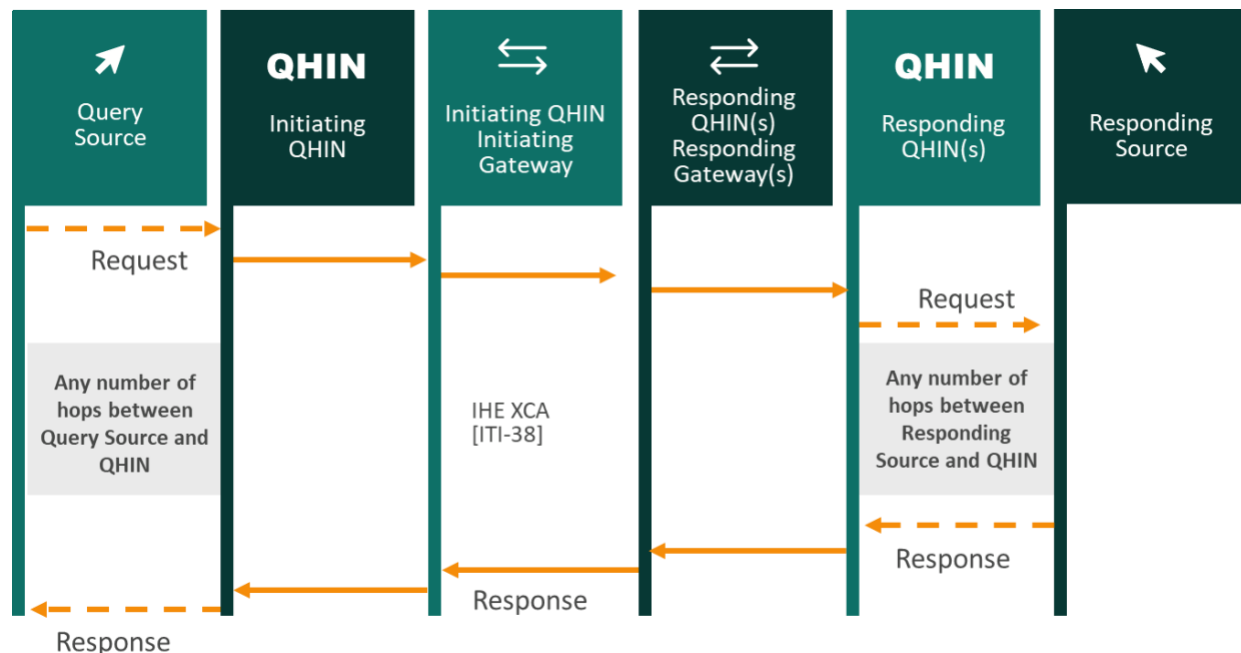 Query
Source
QHIN
Initiating
QHIN
Initiating QHIN
Initiating
Gateway
Responding
QHIN(s)
Responding
Gateway(s)
QHIN
Responding
QHIN(s)
Responding
Source
Request
Request
Any number of
hops between
Query Source and
QHIN
IHE XCA
[ITI-38]
Any number of
hops between
Responding
Source and QHIN
Response
Response
Response